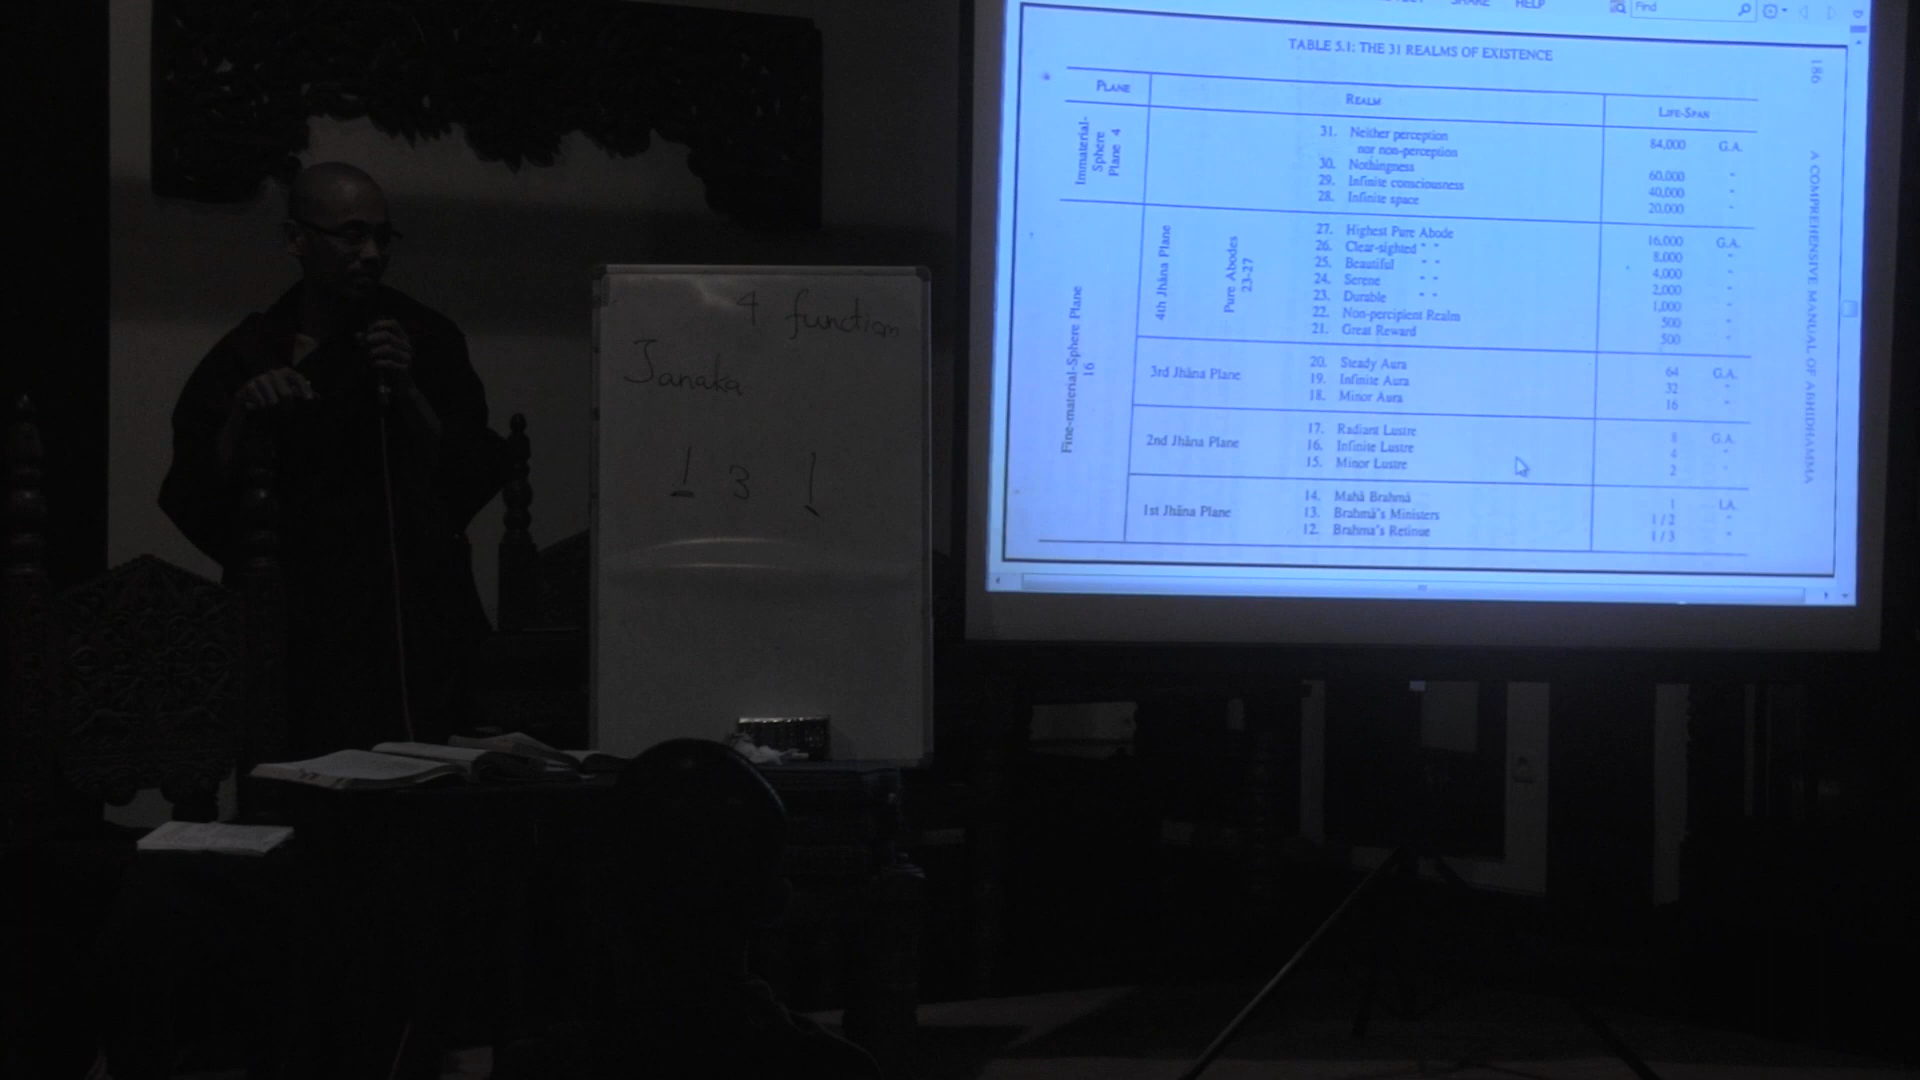 4 function
Janaka
1 3 1
SHARE HELP
Find
TABLE 5.1: THE 31 REALMS OF EXISTENCE
PLANE REALM LIFE-SPAN
Immaterial-
Sphere
Plane 4
31. Neither perception
nor non-perception 84,000 G.A.
30. Nothingness 60,000 "
29. Infinite consciousness 40,000 "
28. Infinite space 20,000 "
Fine-material-Sphere Plane
16
4th Jhāna Plane
Pure Abodes
23-27
27. Highest Pure Abode 16,000 G.A.
26. Clear-sighted " " 8,000 "
25. Beautiful " " 4,000 "
24. Serene " " 2,000 "
23. Durable " " 1,000 "
22. Non-percipient Realm 500 "
21. Great Reward 500 "
3rd Jhāna Plane
20. Steady Aura 64 G.A.
19. Infinite Aura 32 "
18. Minor Aura 16 "
2nd Jhāna Plane
17. Radiant Lustre 8 G.A.
16. Infinite Lustre 4 "
15. Minor Lustre 2 "
1st Jhāna Plane
14. Mahā Brahmā 1 I.A.
13. Brahmā's Ministers 1/2 "
12. Brahma's Retinue 1/3 "
186
A COMPREHENSIVE MANUAL OF ABHIDHAMMA